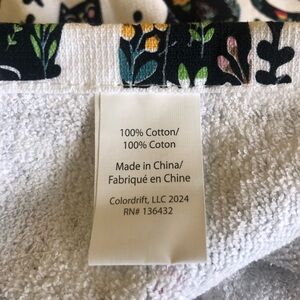 100% Cotton/
100% Coton
Made in China/
Fabriqué en Chine
Colordrift, LLC 2024
RN# 136432